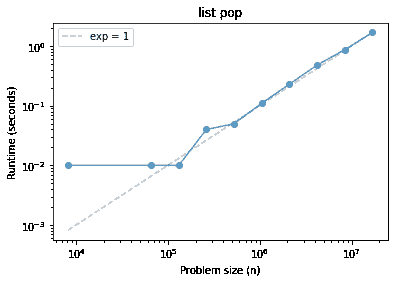 list pop
exp = 1
Runtime (seconds)
10⁰
10⁻¹
10⁻²
10⁻³
10⁴
10⁵
10⁶
10⁷
Problem size (n)